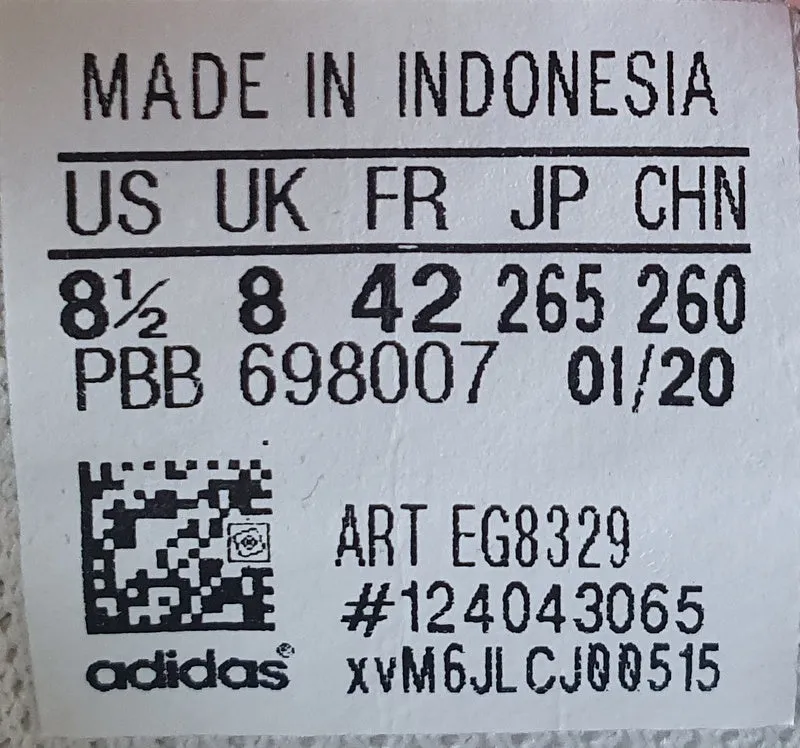 MADE IN INDONESIA
US UK FR JP CHN
8½ 8 42 265 260
PBB 698007 01/20
ART EG8329
#124043065
adidas® xvM6JLCJ00515